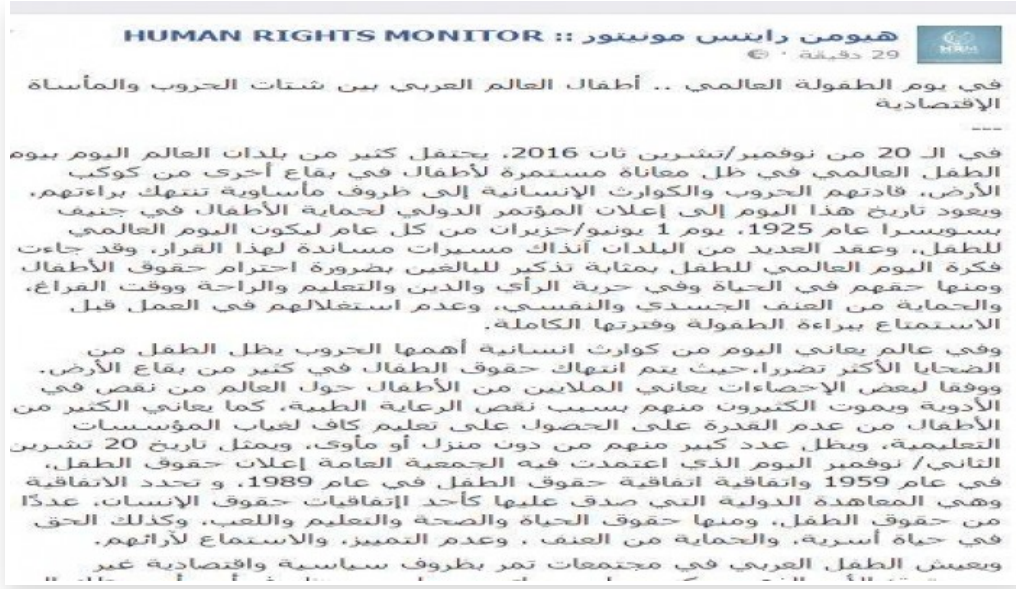 هيومن رايتس مونيتور :: HUMAN RIGHTS MONITOR
29 دقيقة ·
HRM
في يوم الطفولة العالمي .. أطفال العالم العربي بين شتات الحروب والمأساة
الإقتصادية
---
في الـ 20 من نوفمبر/تشرين ثان 2016، يحتفل كثير من بلدان العالم اليوم بيوم
الطفل العالمي في ظل معاناة مستمرة لأطفال في بقاع أخرى من كوكب
الأرض، قادتهم الحروب والكوارث الإنسانية إلى ظروف مأساوية تنتهك براءتهم.
ويعود تاريخ هذا اليوم إلى إعلان المؤتمر الدولي لحماية الأطفال في جنيف
بسويسرا عام 1925، يوم 1 يونيو/حزيران من كل عام ليكون اليوم العالمي
للطفل، وعقد العديد من البلدان آنذاك مسيرات مساندة لهذا القرار، وقد جاءت
فكرة اليوم العالمي للطفل بمثابة تذكير للبالغين بضرورة احترام حقوق الأطفال
ومنها حقهم في الحياة وفي حرية الرأي والدين والتعليم والراحة ووقت الفراغ،
والحماية من العنف الجسدي والنفسي، وعدم استغلالهم في العمل قبل
الاستمتاع ببراءة الطفولة وفترتها الكاملة.
وفي عالم يعاني اليوم من كوارث انسانية أهمها الحروب يظل الطفل من
الضحايا الأكثر تضررا،حيث يتم انتهاك حقوق الطفال في كثير من بقاع الأرض.
ووفقا لبعض الإحصاءات يعاني الملايين من الأطفال حول العالم من نقص في
الأدوية ويموت الكثيرون منهم بسبب نقص الرعاية الطبية، كما يعاني الكثير من
الأطفال من عدم القدرة على الحصول على تعليم كاف لغياب المؤسسات
التعليمية، ويظل عدد كبير منهم من دون منزل أو مأوى، ويمثل تاريخ 20 تشرين
الثاني/ نوفمبر اليوم الذي اعتمدت فيه الجمعية العامة إعلان حقوق الطفل،
في عام 1959 واتفاقية اتفاقية حقوق الطفل في عام 1989، و تحدد الاتفاقية
وهي المعاهدة الدولية التي صدق عليها كأحد إاتفاقيات حقوق الإنسان، عددًا
من حقوق الطفل، ومنها حقوق الحياة والصحة والتعليم واللعب، وكذلك الحق
في حياة أسرية، والحماية من العنف ، وعدم التمييز، والاستماع لآرائهم.
ويعيش الطفل العربي في مجتمعات تمر بظروف سياسية واقتصادية غير